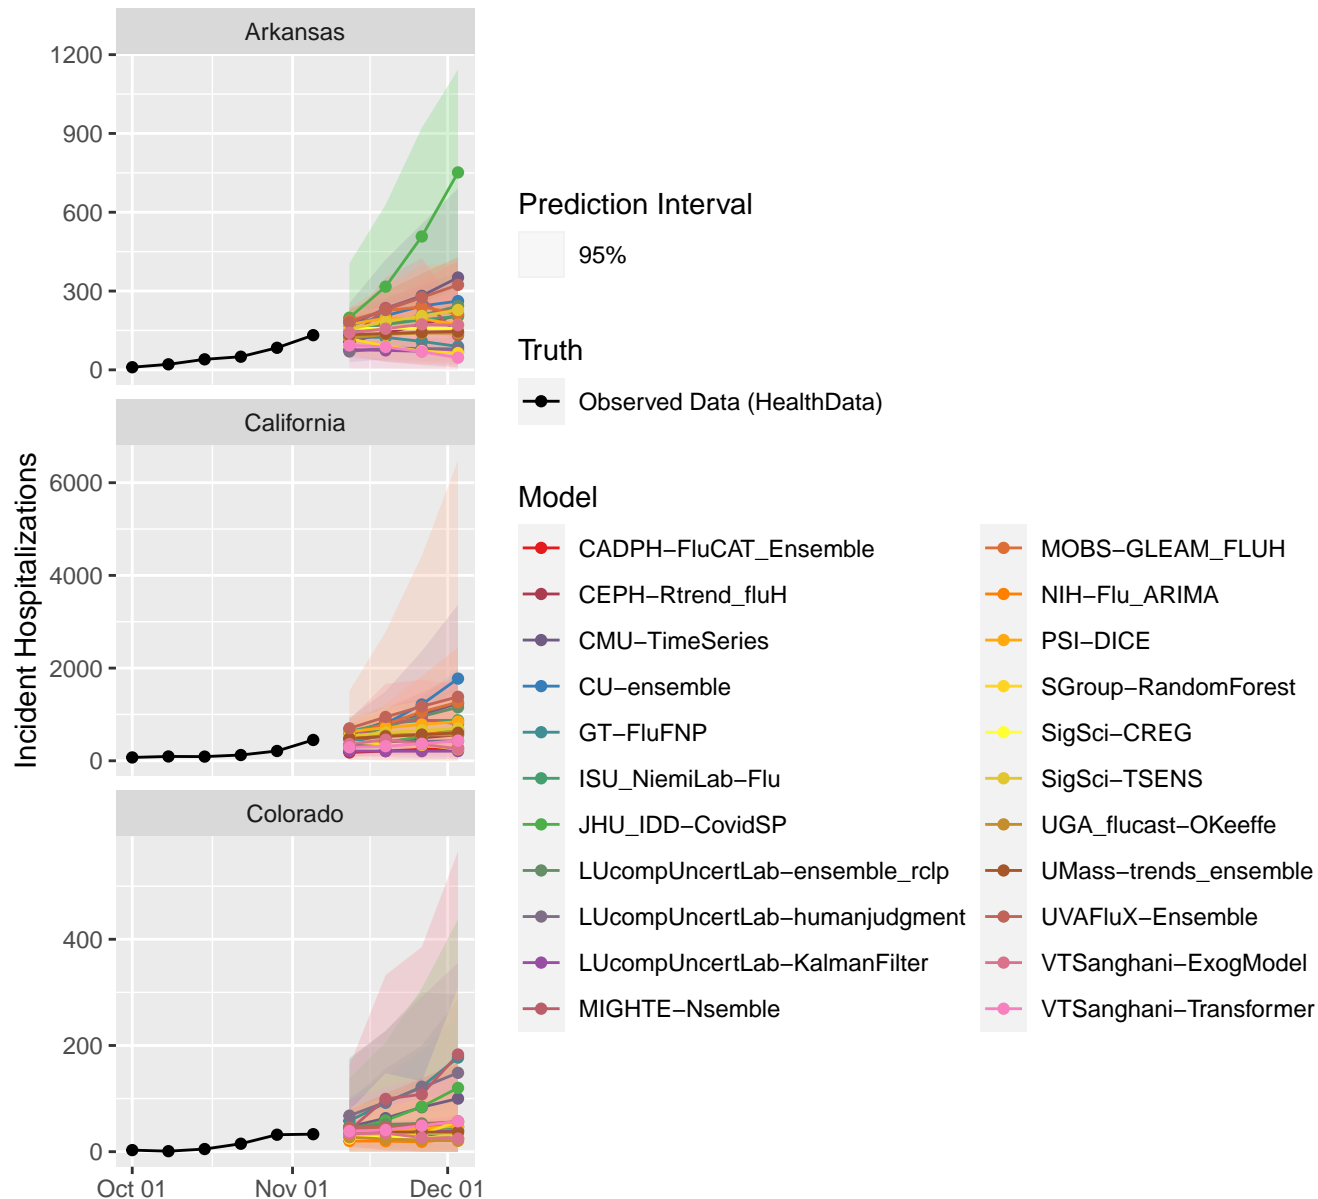 Arkansas
1200
900
600
300
0
California
6000
4000
2000
0
Colorado
400
200
0
Oct 01
Nov 01
Dec 01
Incident Hospitalizations
Prediction Interval
95%
Truth
Observed Data (HealthData)
Model
CADPH−FluCAT_Ensemble
CEPH−Rtrend_fluH
CMU−TimeSeries
CU−ensemble
GT−FluFNP
ISU_NiemiLab−Flu
JHU_IDD−CovidSP
LUcompUncertLab−ensemble_rclp
LUcompUncertLab−humanjudgment
LUcompUncertLab−KalmanFilter
MIGHTE−Nsemble
MOBS−GLEAM_FLUH
NIH−Flu_ARIMA
PSI−DICE
SGroup−RandomForest
SigSci−CREG
SigSci−TSENS
UGA_flucast−OKeeffe
UMass−trends_ensemble
UVAFluX−Ensemble
VTSanghani−ExogModel
VTSanghani−Transformer